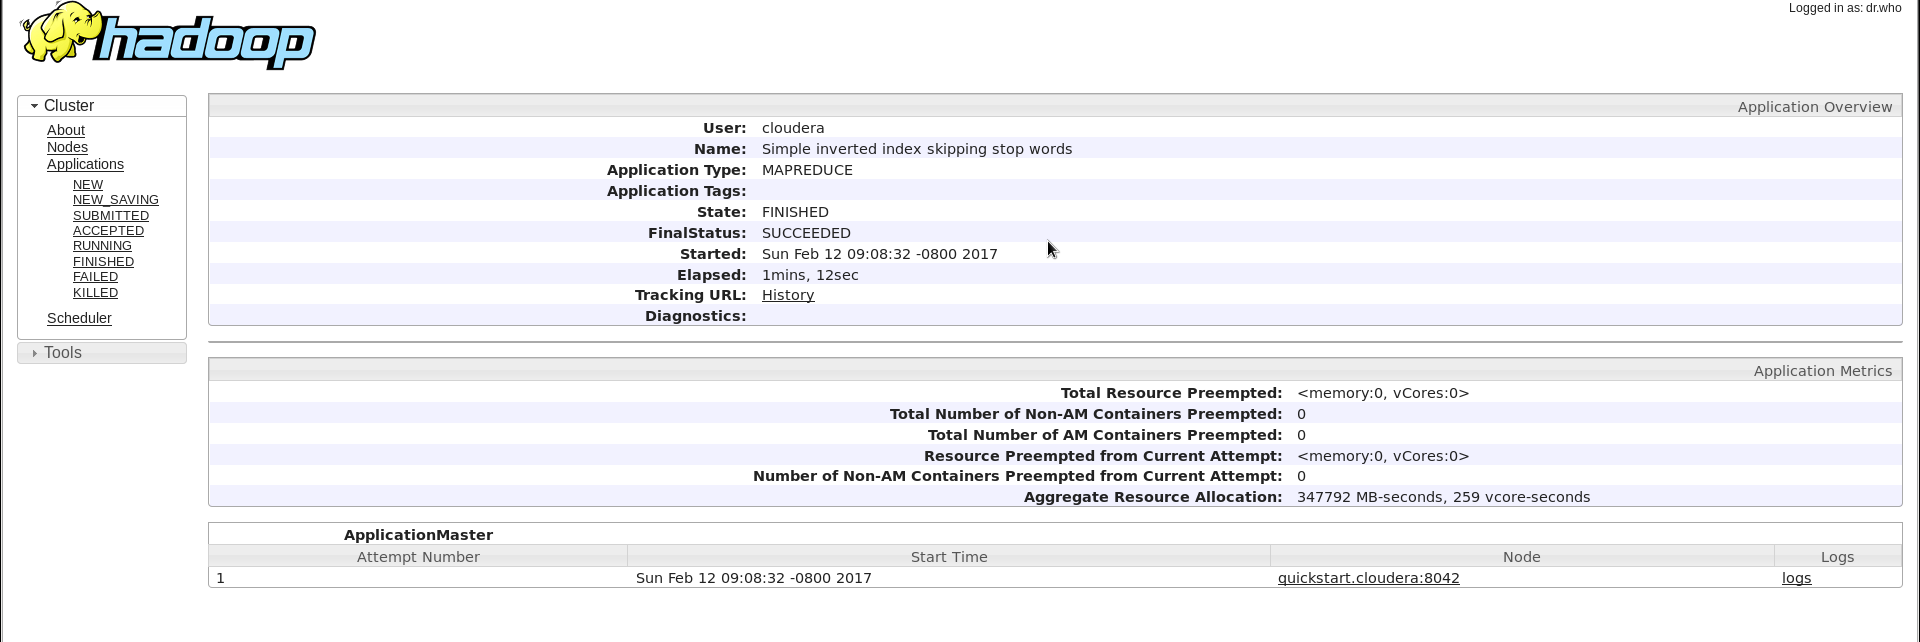 Logged in as: dr.who
hadoop
Cluster
About
Nodes
Applications
NEW
NEW_SAVING
SUBMITTED
ACCEPTED
RUNNING
FINISHED
FAILED
KILLED
Scheduler
Tools
Application Overview
User: cloudera
Name: Simple inverted index skipping stop words
Application Type: MAPREDUCE
Application Tags:
State: FINISHED
FinalStatus: SUCCEEDED
Started: Sun Feb 12 09:08:32 -0800 2017
Elapsed: 1mins, 12sec
Tracking URL: History
Diagnostics:
Application Metrics
Total Resource Preempted: <memory:0, vCores:0>
Total Number of Non-AM Containers Preempted: 0
Total Number of AM Containers Preempted: 0
Resource Preempted from Current Attempt: <memory:0, vCores:0>
Number of Non-AM Containers Preempted from Current Attempt: 0
Aggregate Resource Allocation: 347792 MB-seconds, 259 vcore-seconds
ApplicationMaster
Attempt Number Start Time Node Logs
1 Sun Feb 12 09:08:32 -0800 2017 quickstart.cloudera:8042 logs